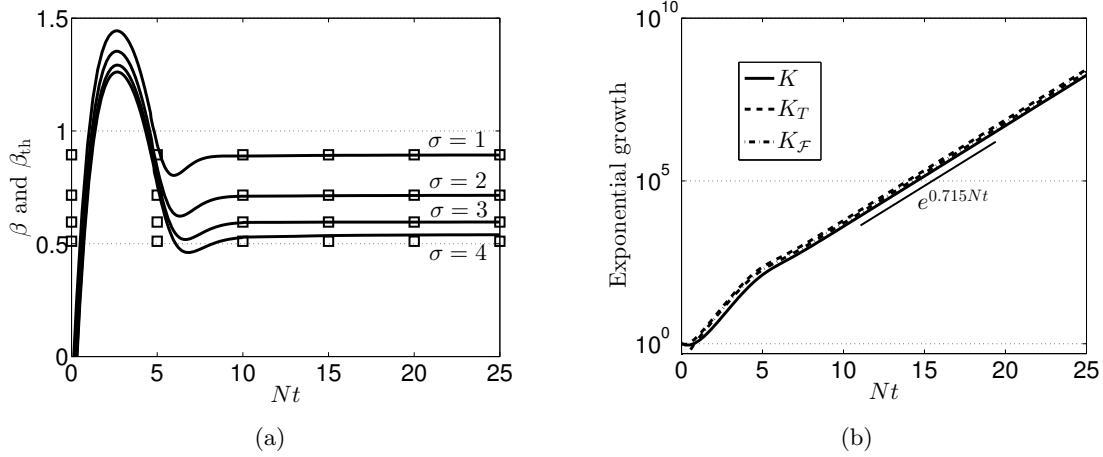 1.5
1
0.5
0
0 5 10 15 20 25
β and β_th
Nt
σ = 1
σ = 2
σ = 3
σ = 4
(a)
10^10
10^5
10^0
0 5 10 15 20 25
Exponential growth
Nt
K
K_T
K_ℱ
e^{0.715Nt}
(b)